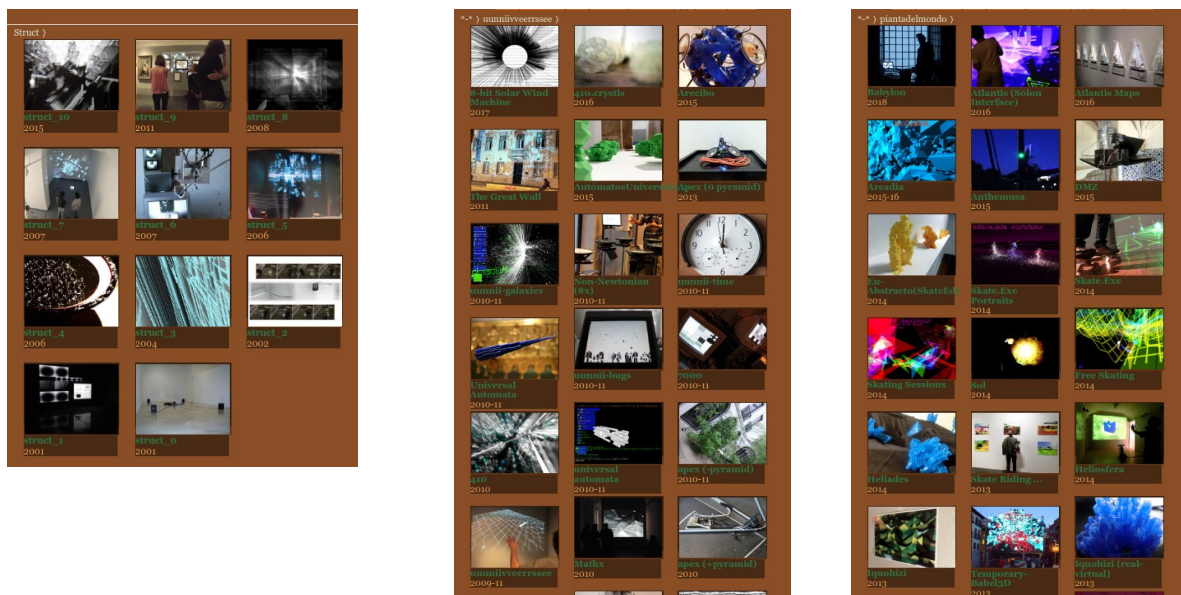 Struct ⟩
struct_10
2015
struct_9
2011
struct_8
2008
struct_7
2007
struct_6
2007
struct_5
2006
struct_4
2006
struct_3
2004
struct_2
2002
struct_1
2001
struct_0
2001
*-* ⟩ uunniivveerrssee ⟩
8-bit Solar Wind
Machine
2017
410.crystls
2016
Arecibo
2015
The Great Wall
2011
AutómatosUnivers
2015
Apex (0 pyramid)
2013
uunnii-galaxies
2010-11
Non-Newtonian
(8x)
2010-11
uunnii-time
2010-11
Universal
Automata
2010-11
uunnii-bugs
2010-11
7000
2010-11
410
2010
universal
automata
2010-11
apex (-pyramid)
2010-11
uunniivveerrssee
2009-11
Mathx
2010
apex (+pyramid)
2010
*-* ⟩ piantadelmondo ⟩
Babylon
2018
Atlantis (Sólon
Interface)
2016
Atlantis Maps
2016
Arcadia
2015-16
Anthemusa
2015
DMZ
2015
Eu-
Abstracto(SkateEd
2014
Skate.Exe
Portraits
2014
Skate.Exe
2014
Skating Sessions
2014
Sol
2014
Free Skating
2014
Heliades
2014
Skate Riding ...
2013
Heliosfera
2014
Iquohizi
2013
Temporary-
Babel3D
2013
Iquohizi (real-
virtual)
2013